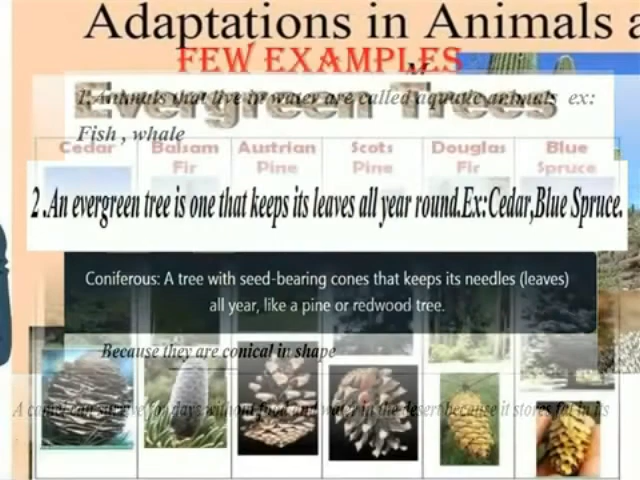 Adaptations in Animals a
FEW EXAMPLES
Evergreen Trees
1.Animals that live in water are called aquatic animals ex:
Fish , whale
Cedar Balsam Fir Austrian Pine Scots Pine Douglas Fir Blue Spruce
2 .An evergreen tree is one that keeps its leaves all year round.Ex:Cedar,Blue Spruce.
Coniferous: A tree with seed-bearing cones that keeps its needles (leaves)
all year, like a pine or redwood tree.
Because they are conical in shape
A camel can survive for days without food and water in the desert because it stores fat in its